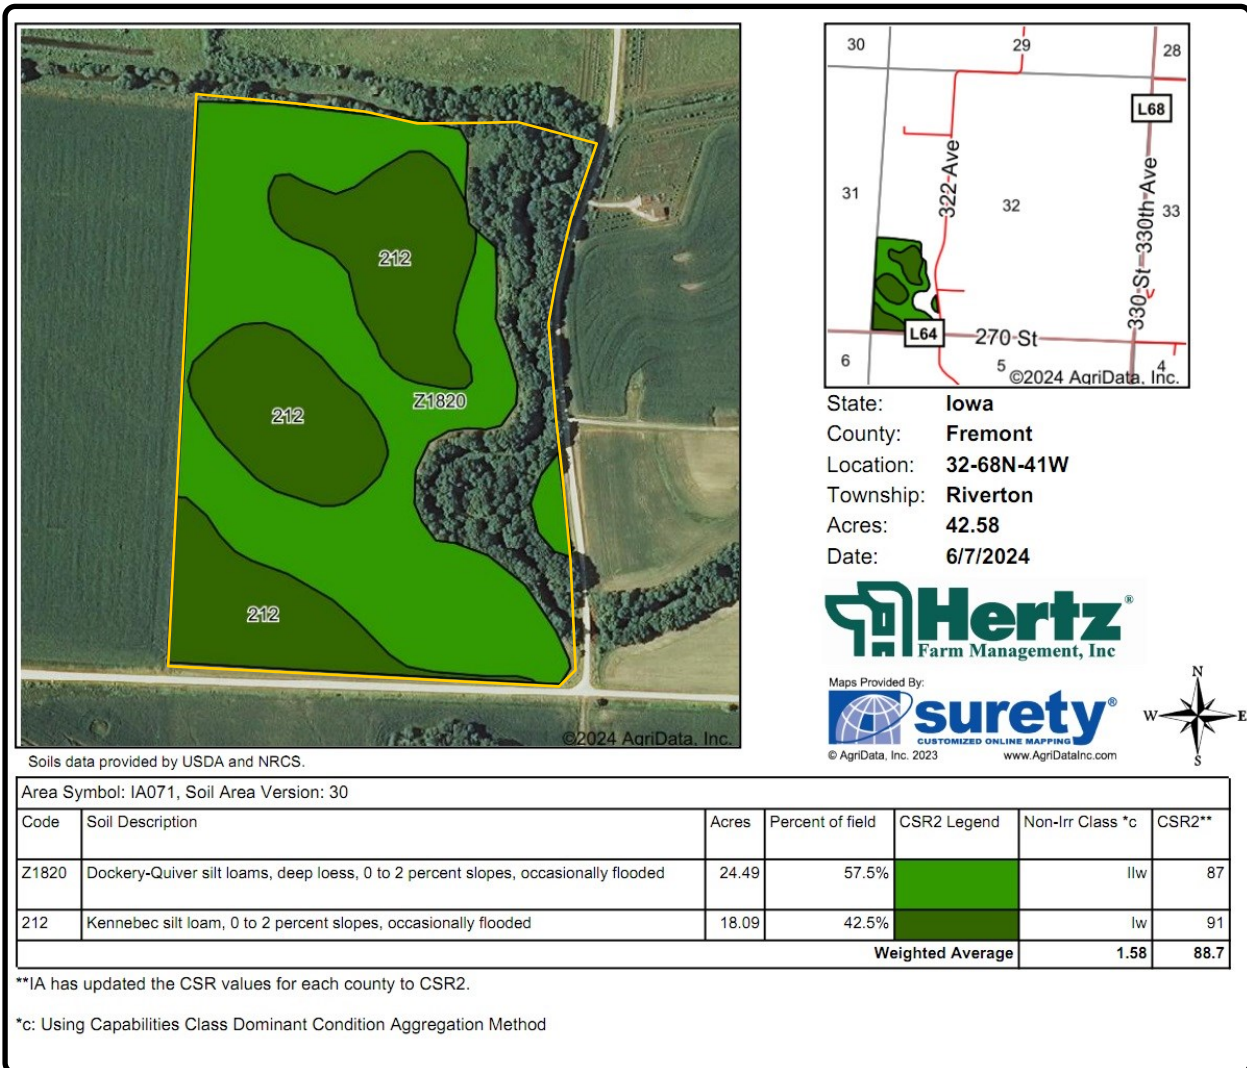 212
212
Z1820
212
©2024 AgriData, Inc.
Soils data provided by USDA and NRCS.
30
29
28
L68
322 Ave
330 St 330th Ave
31
32
33
L64
270 St
6
5
4
©2024 AgriData, Inc.
State: Iowa
County: Fremont
Location: 32-68N-41W
Township: Riverton
Acres: 42.58
Date: 6/7/2024
Hertz®
Farm Management, Inc
Maps Provided By:
surety®
CUSTOMIZED ONLINE MAPPING
© AgriData, Inc. 2023 www.AgriDataInc.com
N
W E
S
Area Symbol: IA071, Soil Area Version: 30
Code Soil Description Acres Percent of field CSR2 Legend Non-Irr Class *c CSR2**
Z1820 Dockery-Quiver silt loams, deep loess, 0 to 2 percent slopes, occasionally flooded 24.49 57.5% IIw 87
212 Kennebec silt loam, 0 to 2 percent slopes, occasionally flooded 18.09 42.5% Iw 91
Weighted Average 1.58 88.7
**IA has updated the CSR values for each county to CSR2.
*c: Using Capabilities Class Dominant Condition Aggregation Method